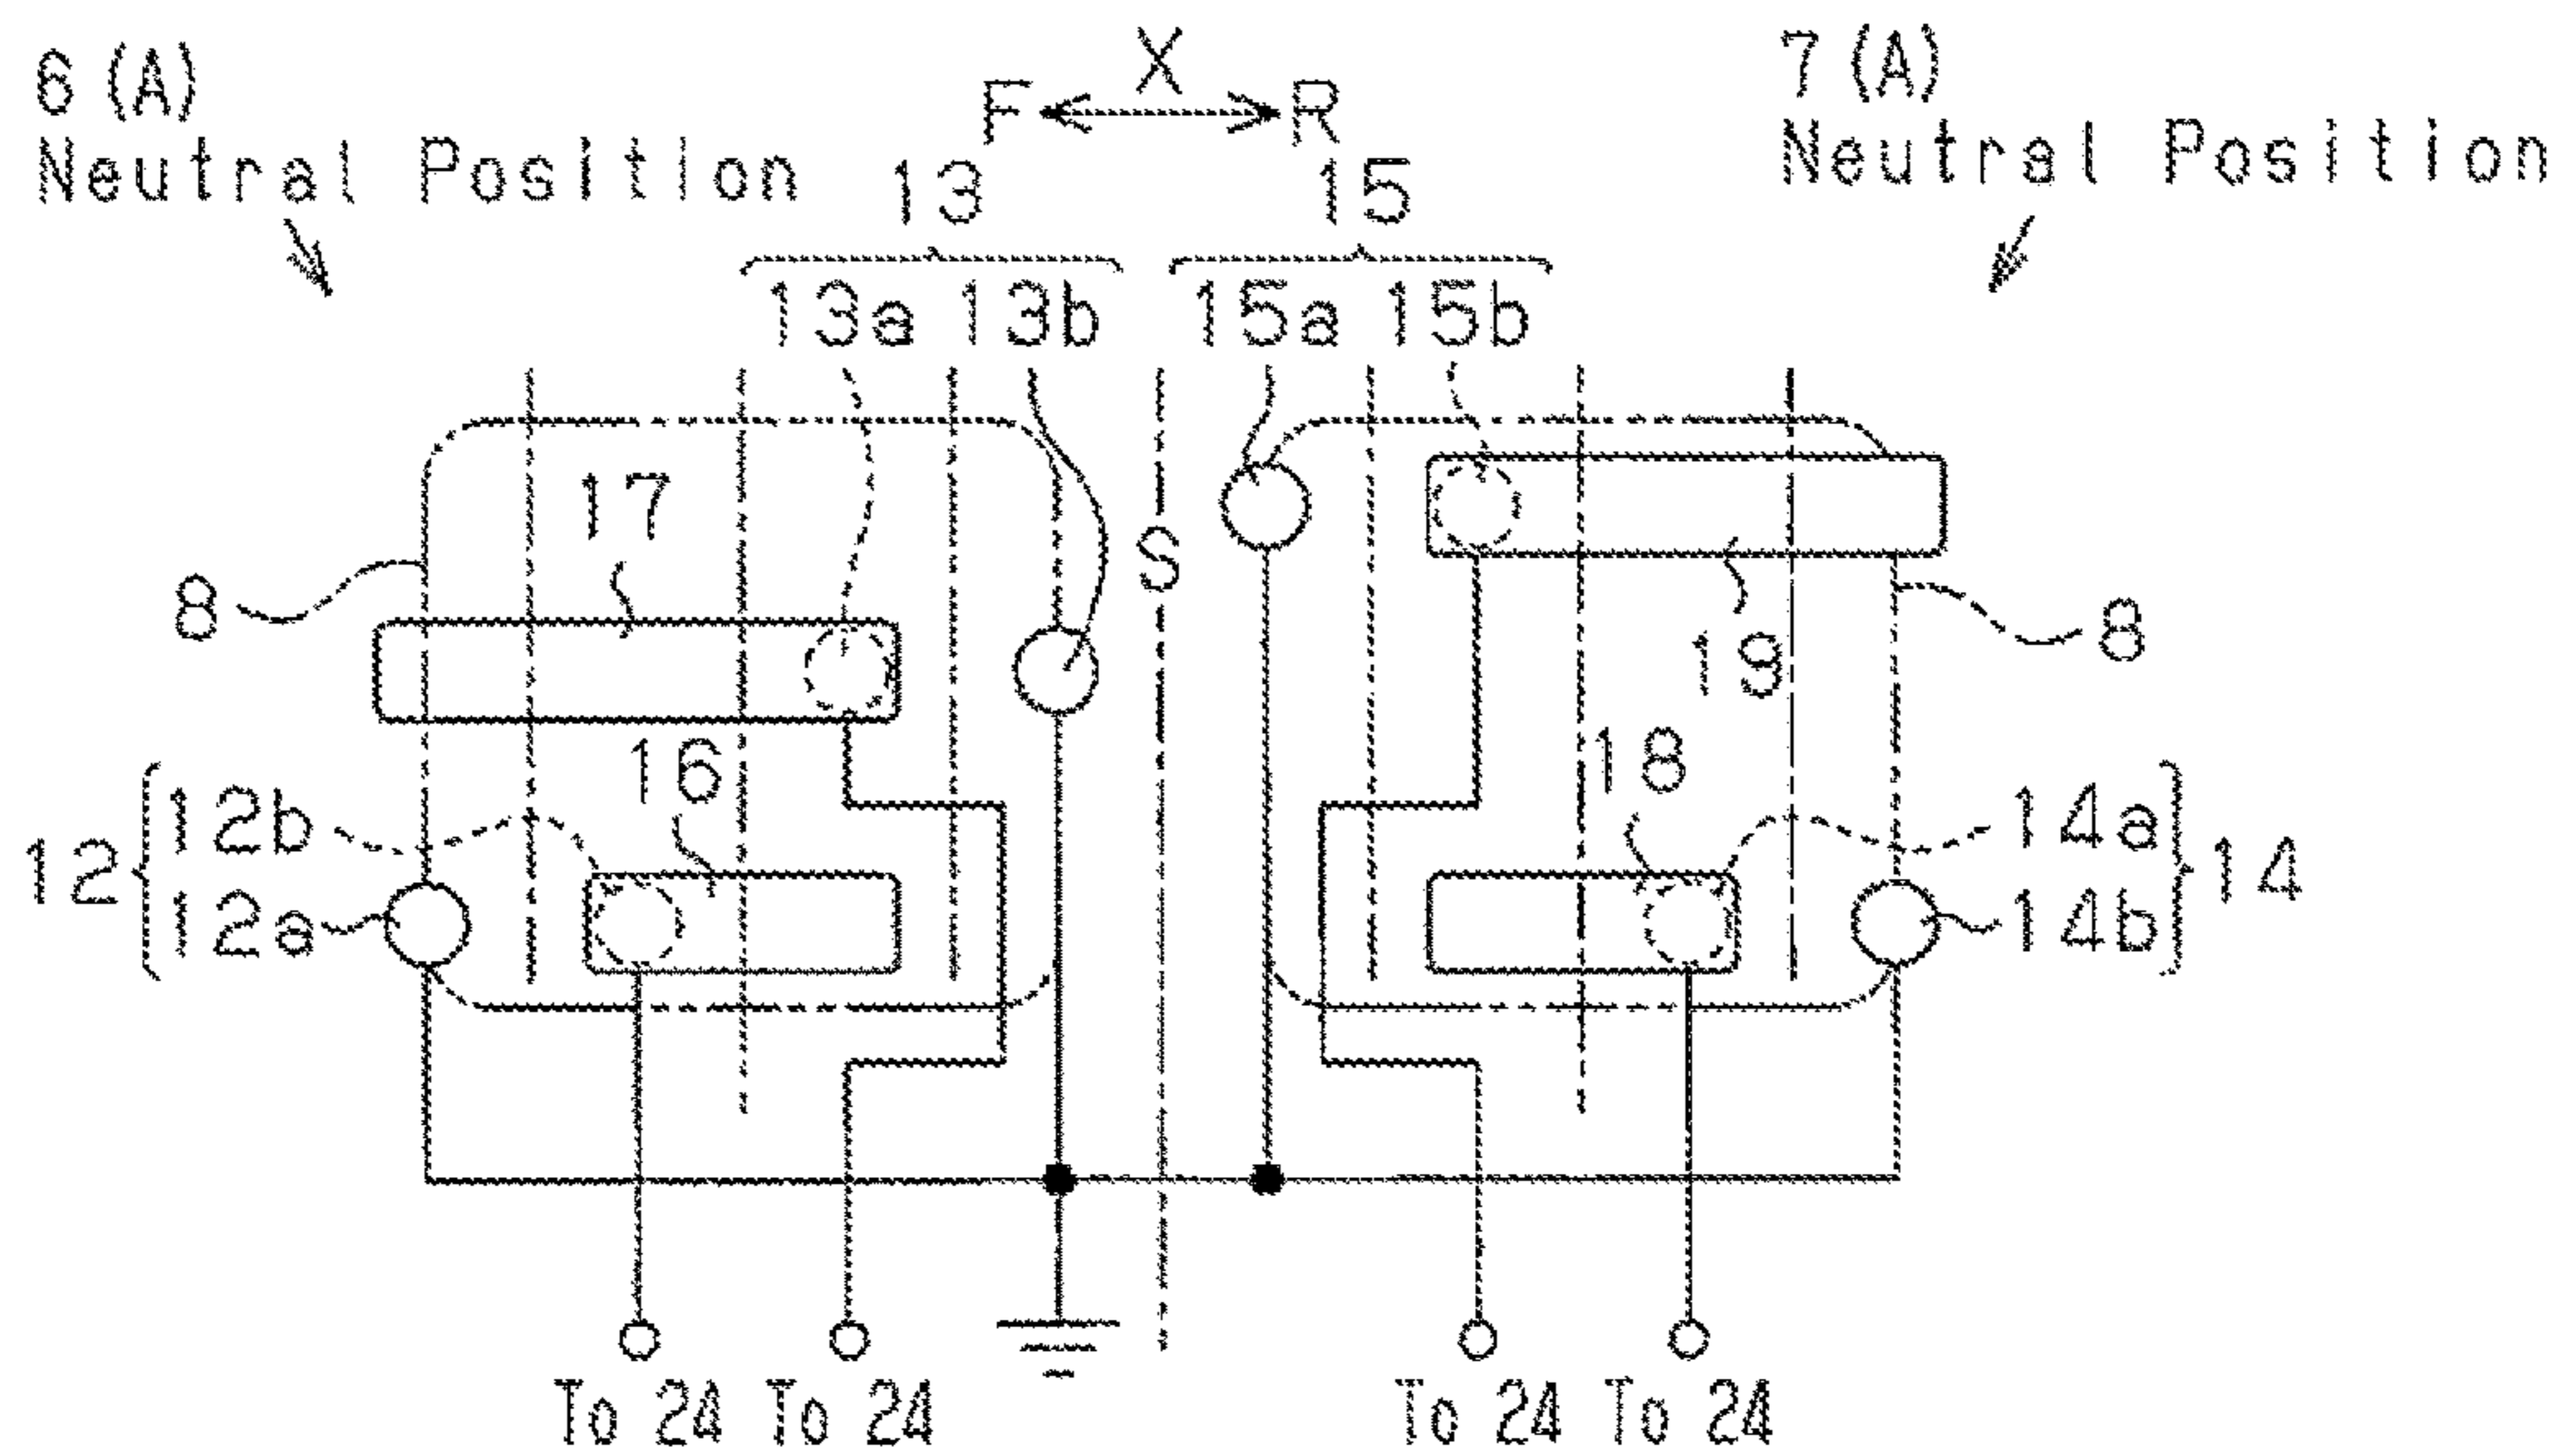 6 (A)
Neutral Position
F X R
7 (A)
Neutral Position
13
15
13a 13b
15a 15b
17
S
8
19
8
16
18
12
12b
12a
14a
14b
14
To 24
To 24
To 24
To 24